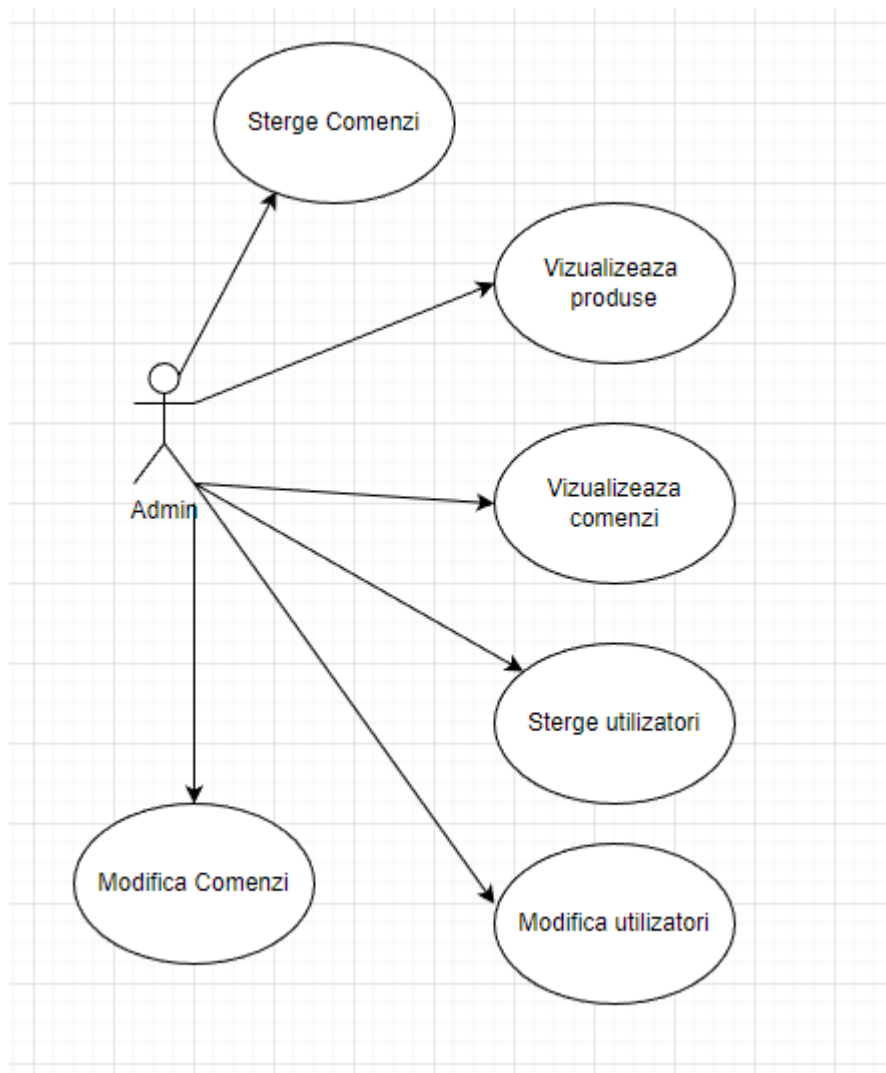 Sterge Comenzi
Vizualizeaza
produse
Vizualizeaza
comenzi
Admin
Sterge utilizatori
Modifica Comenzi
Modifica utilizatori